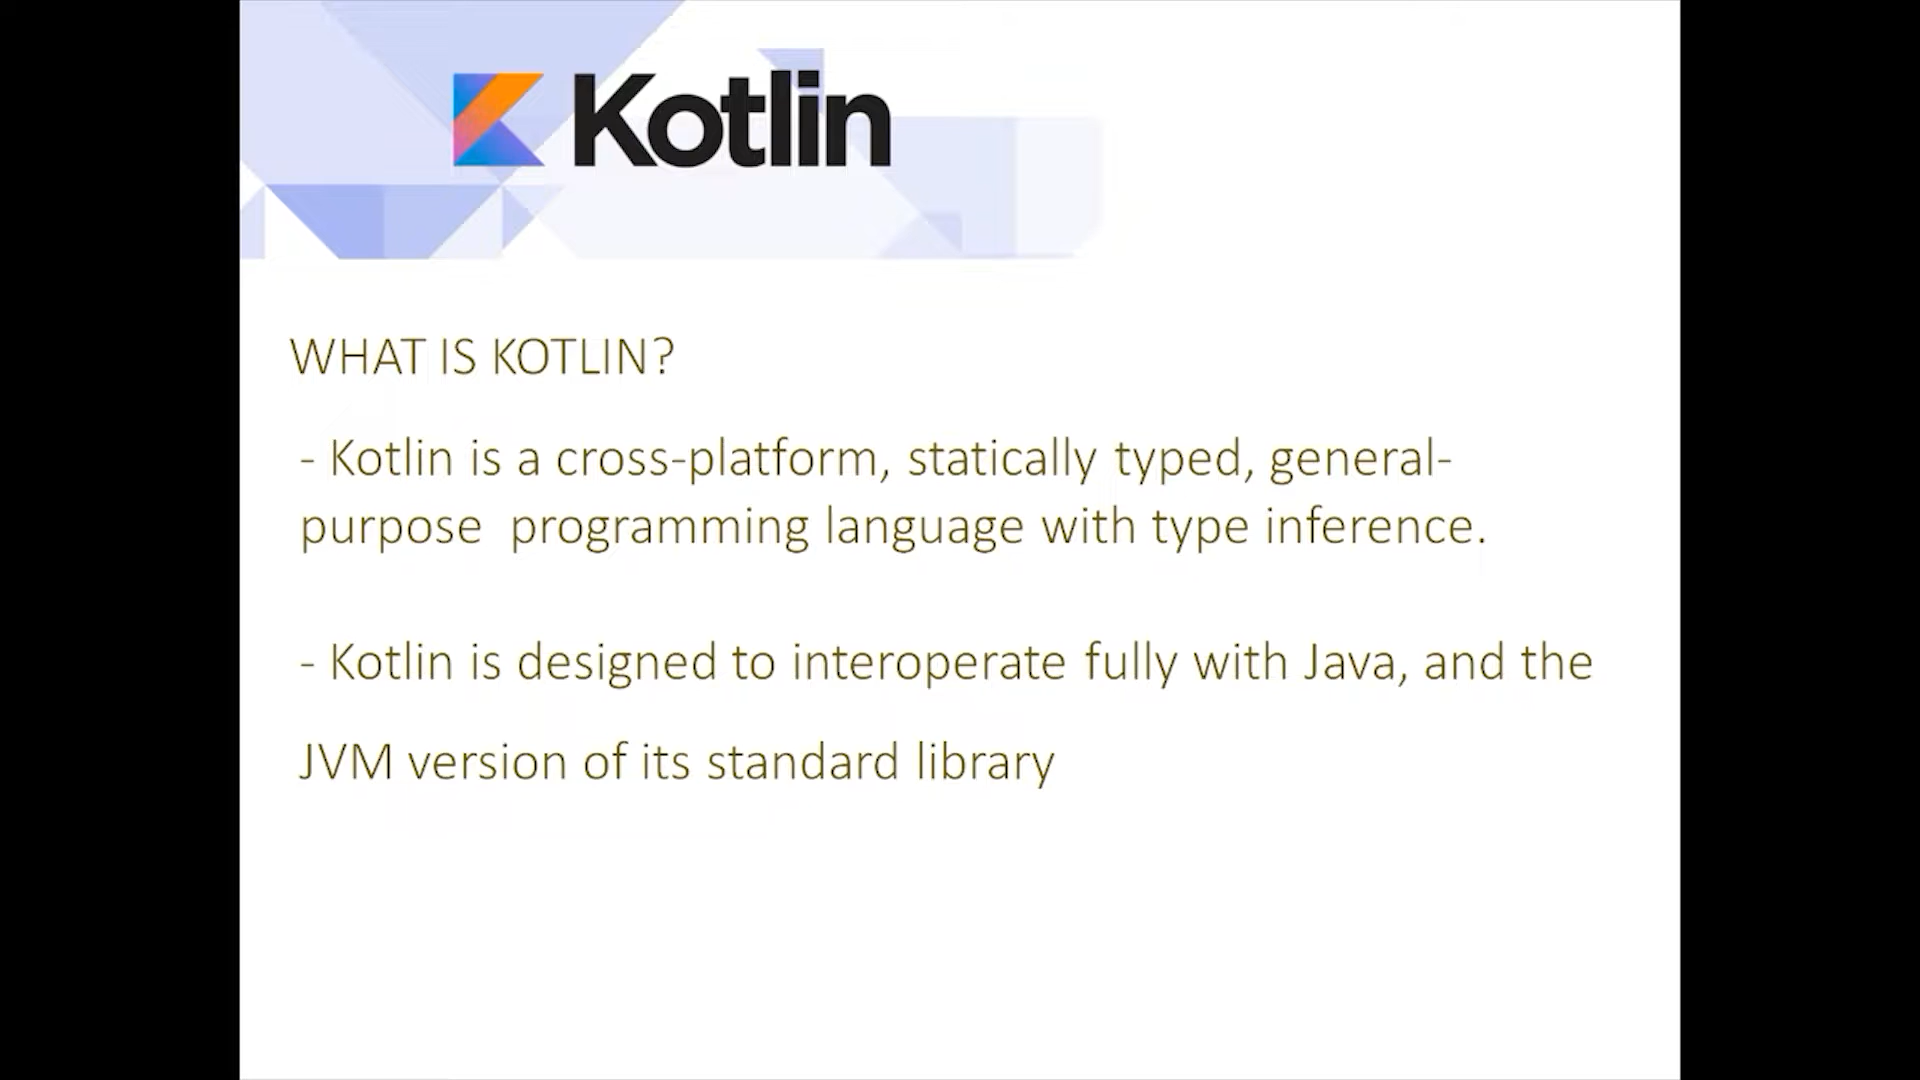 Kotlin
WHAT IS KOTLIN?
- Kotlin is a cross-platform, statically typed, general-
purpose  programming language with type inference.
- Kotlin is designed to interoperate fully with Java, and the
JVM version of its standard library